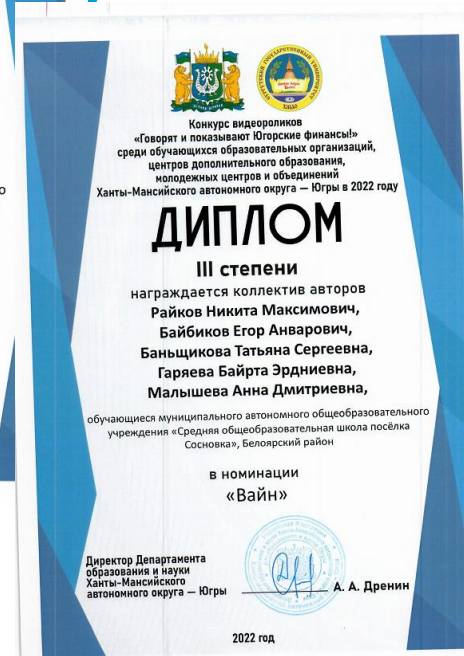 Конкурс видеороликов
«Говорят и показывают Югорские финансы!»
среди обучающихся образовательных организаций,
центров дополнительного образования,
молодежных центров и объединений
Ханты-Мансийского автономного округа — Югры в 2022 году
ДИПЛОМ
III степени
награждается коллектив авторов
Райков Никита Максимович,
Байбиков Егор Анварович,
Баньщикова Татьяна Сергеевна,
Гаряева Байрта Эрдниевна,
Малышева Анна Дмитриевна,
обучающиеся муниципального автономного общеобразовательного
учреждения «Средняя общеобразовательная школа посёлка
Сосновка», Белоярский район
в номинации
«Вайн»
Директор Департамента
образования и науки
Ханты-Мансийского
автономного округа — Югры
А. А. Дренин
2022 год